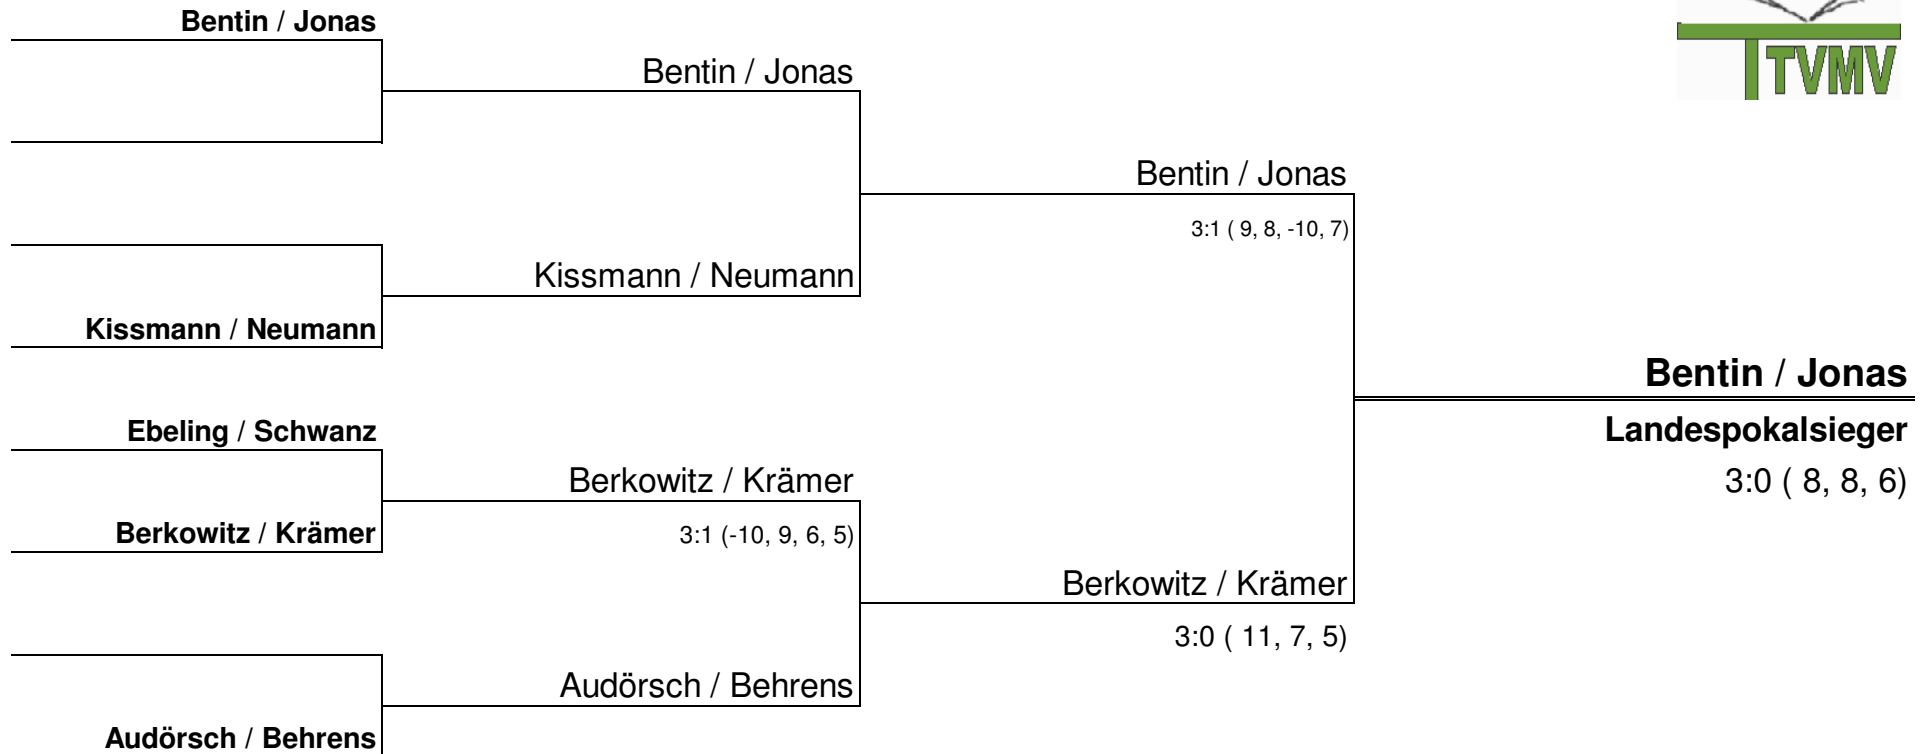 Bentin / Jonas
Bentin / Jonas
TTVMV
Bentin / Jonas
3:1 ( 9, 8, -10, 7)
Kissmann / Neumann
Kissmann / Neumann
Bentin / Jonas
Ebeling / Schwanz
Landespokalsieger
Berkowitz / Krämer
3:0 ( 8, 8, 6)
Berkowitz / Krämer
3:1 (-10, 9, 6, 5)
Berkowitz / Krämer
3:0 ( 11, 7, 5)
Audörsch / Behrens
Audörsch / Behrens